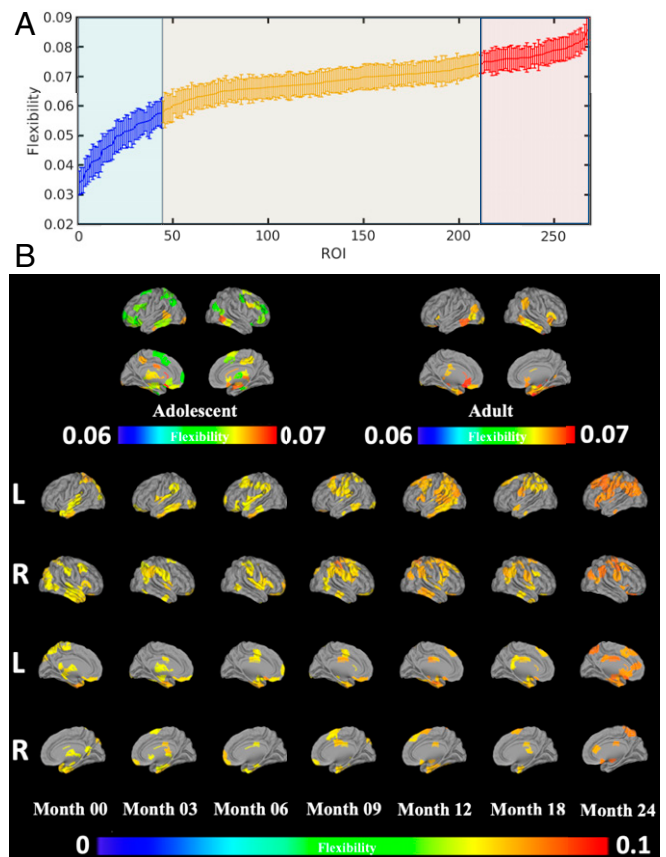 A
0.09
0.08
0.07
0.06
0.05
0.04
0.03
0.02
Flexibility
0 50 100 150 200 250
ROI
B
Adolescent Adult
0.06 Flexibility 0.07 0.06 Flexibility 0.07
L
R
L
R
Month 00 Month 03 Month 06 Month 09 Month 12 Month 18 Month 24
0 Flexibility 0.1